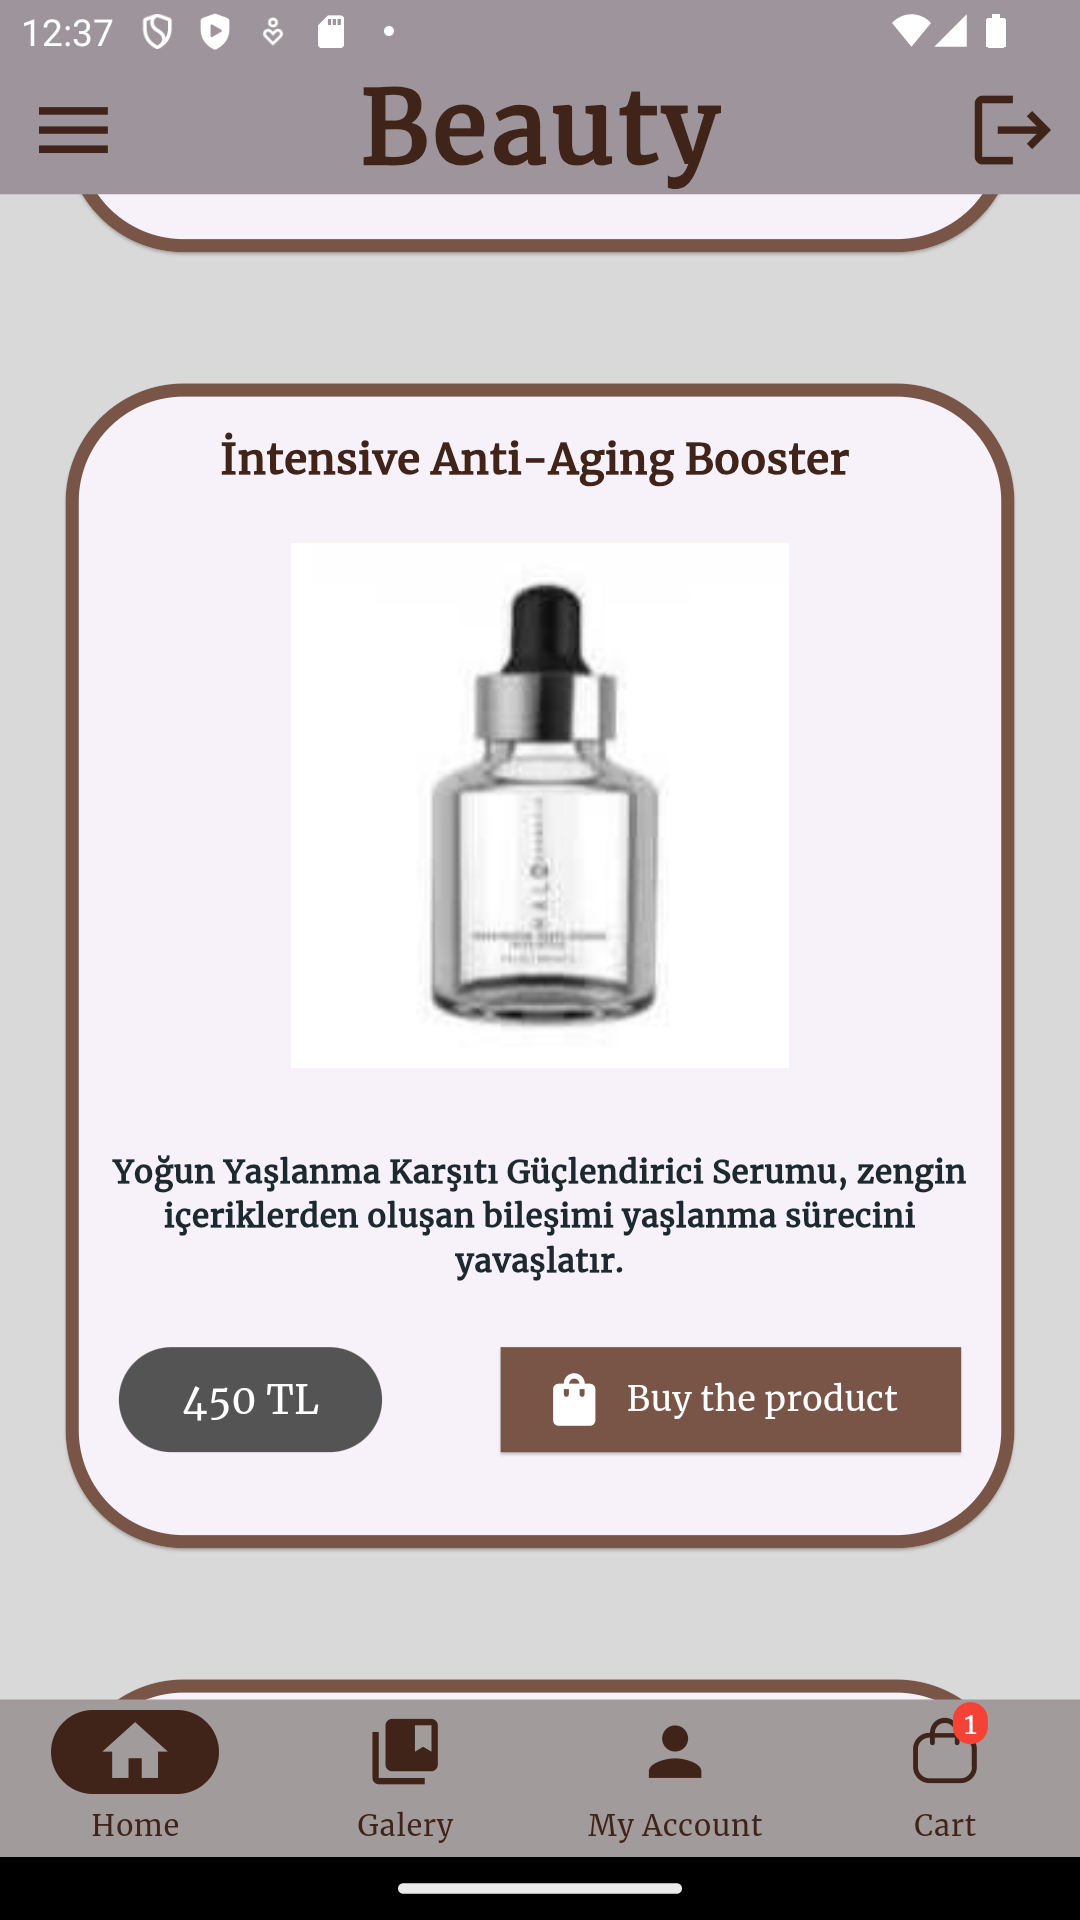 12:37
Beauty
İntensive Anti-Aging Booster
Yoğun Yaşlanma Karşıtı Güçlendirici Serumu, zengin
içeriklerden oluşan bileşimi yaşlanma sürecini
yavaşlatır.
450 TL
Buy the product
1
Home
Galery
My Account
Cart